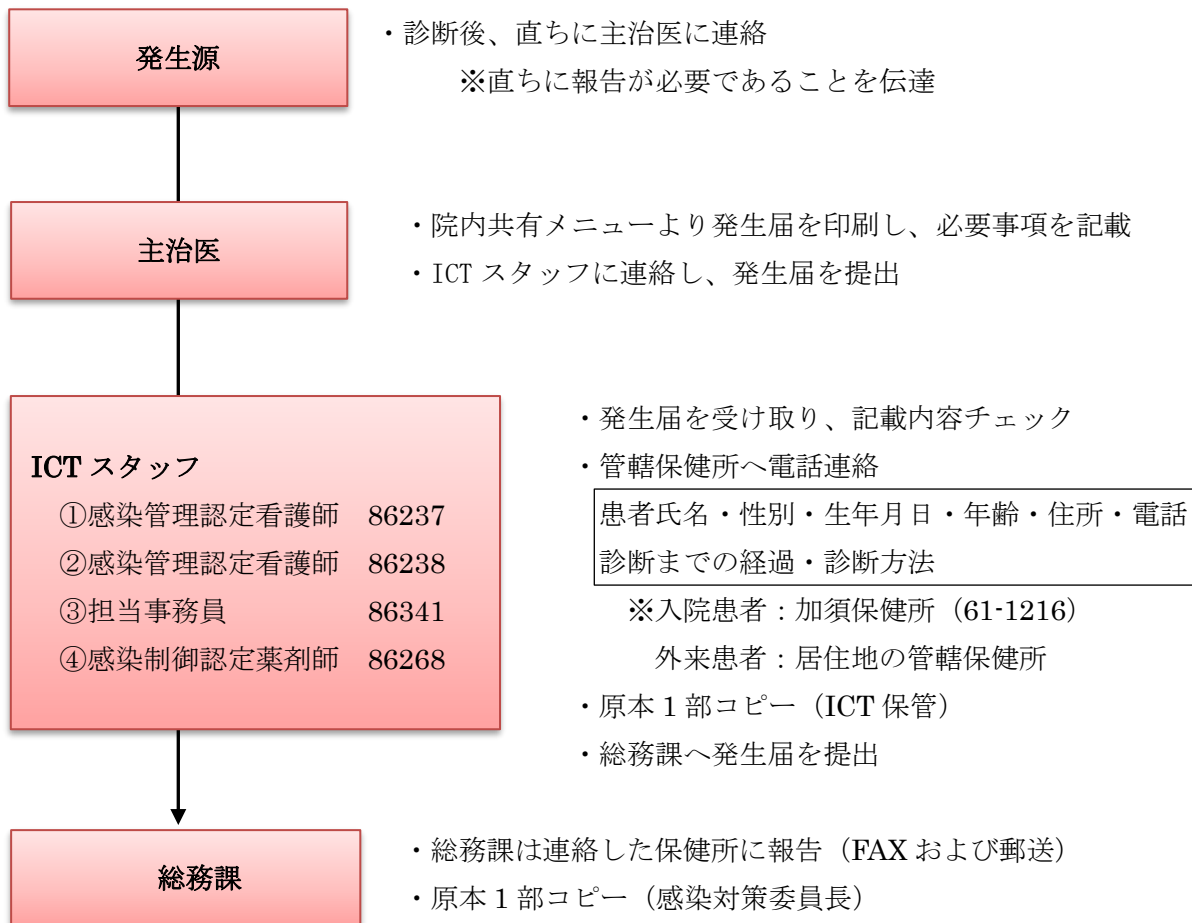 発生源
・診断後、直ちに主治医に連絡
※直ちに報告が必要であることを伝達
主治医
・院内共有メニューより発生届を印刷し、必要事項を記載
・ICT スタッフに連絡し、発生届を提出
ICT スタッフ
①感染管理認定看護師 86237
②感染管理認定看護師 86238
③担当事務員 86341
④感染制御認定薬剤師 86268
・発生届を受け取り、記載内容チェック
・管轄保健所へ電話連絡
患者氏名・性別・生年月日・年齢・住所・電話
診断までの経過・診断方法
※入院患者：加須保健所（61-1216）
外来患者：居住地の管轄保健所
・原本 1 部コピー（ICT 保管）
・総務課へ発生届を提出
総務課
・総務課は連絡した保健所に報告（FAX および郵送）
・原本 1 部コピー（感染対策委員長）